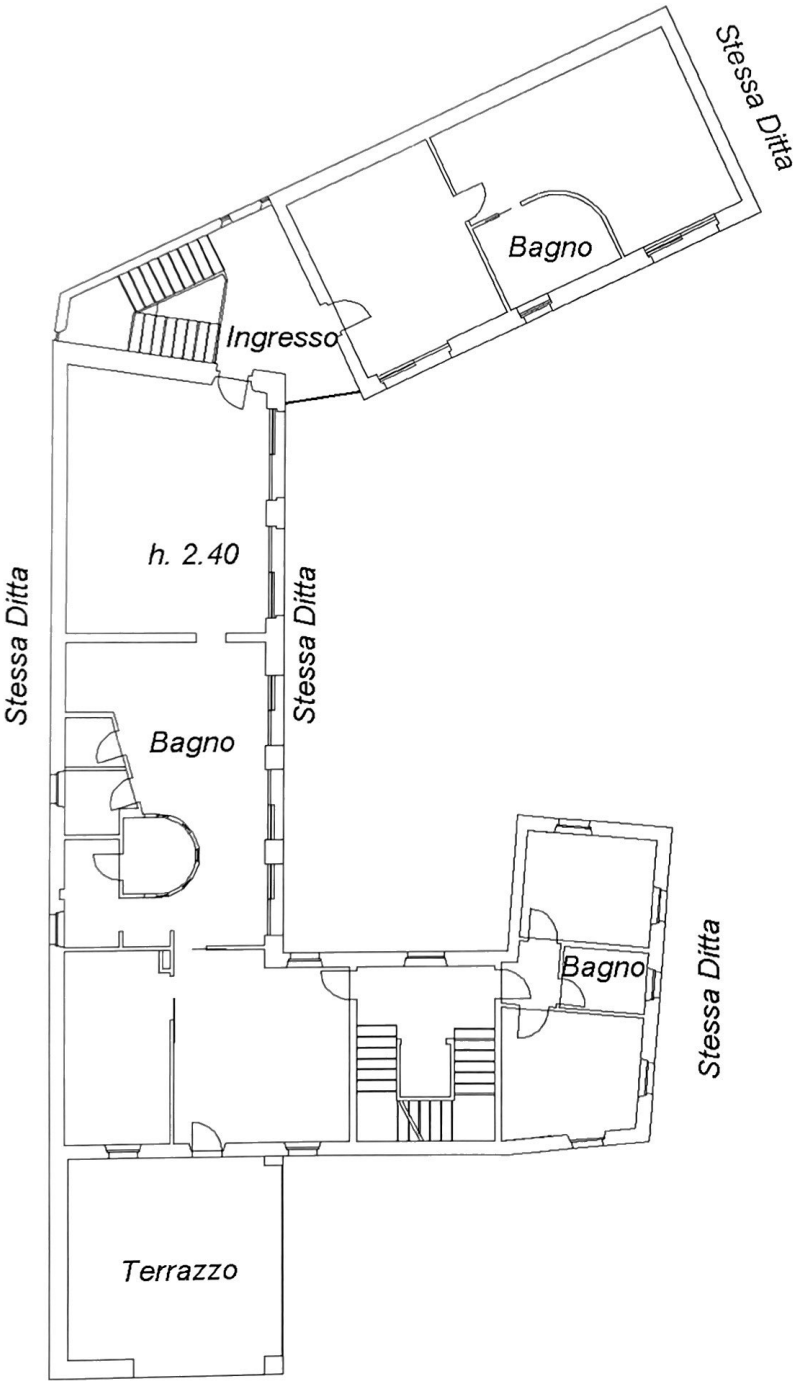 Stessa Ditta
Bagno
Ingresso
h. 2.40
Stessa Ditta
Stessa Ditta
Bagno
Bagno
Stessa Ditta
Terrazzo